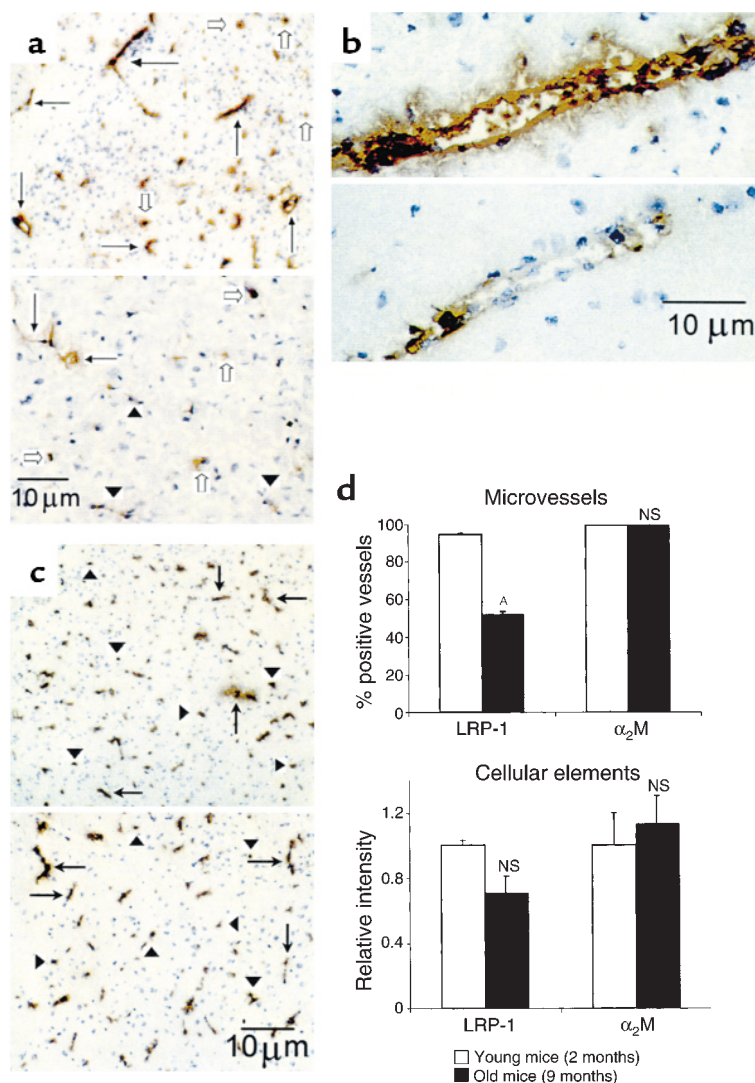 a
10 μm
b
10 μm
c
10 μm
d
Microvessels
% positive vessels
100
80
60
40
20
0
A
NS
LRP-1
α2M
Cellular elements
Relative intensity
1.2
0.8
0.4
0
NS
NS
LRP-1
α2M
Young mice (2 months)
Old mice (9 months)